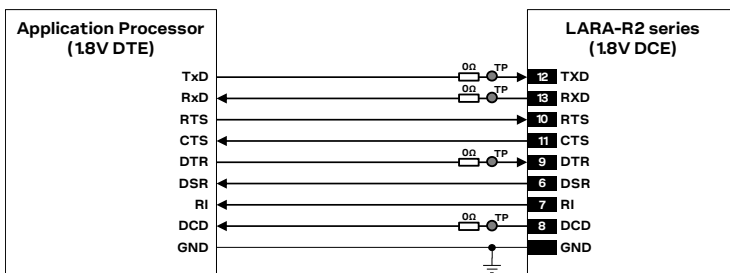 Application Processor
(1.8V DTE)
LARA-R2 series
(1.8V DCE)
TxD 0Ω TP 12 TXD
RxD 0Ω TP 13 RXD
RTS 10 RTS
CTS 11 CTS
DTR 0Ω TP 9 DTR
DSR 6 DSR
RI 7 RI
DCD 0Ω TP 8 DCD
GND GND